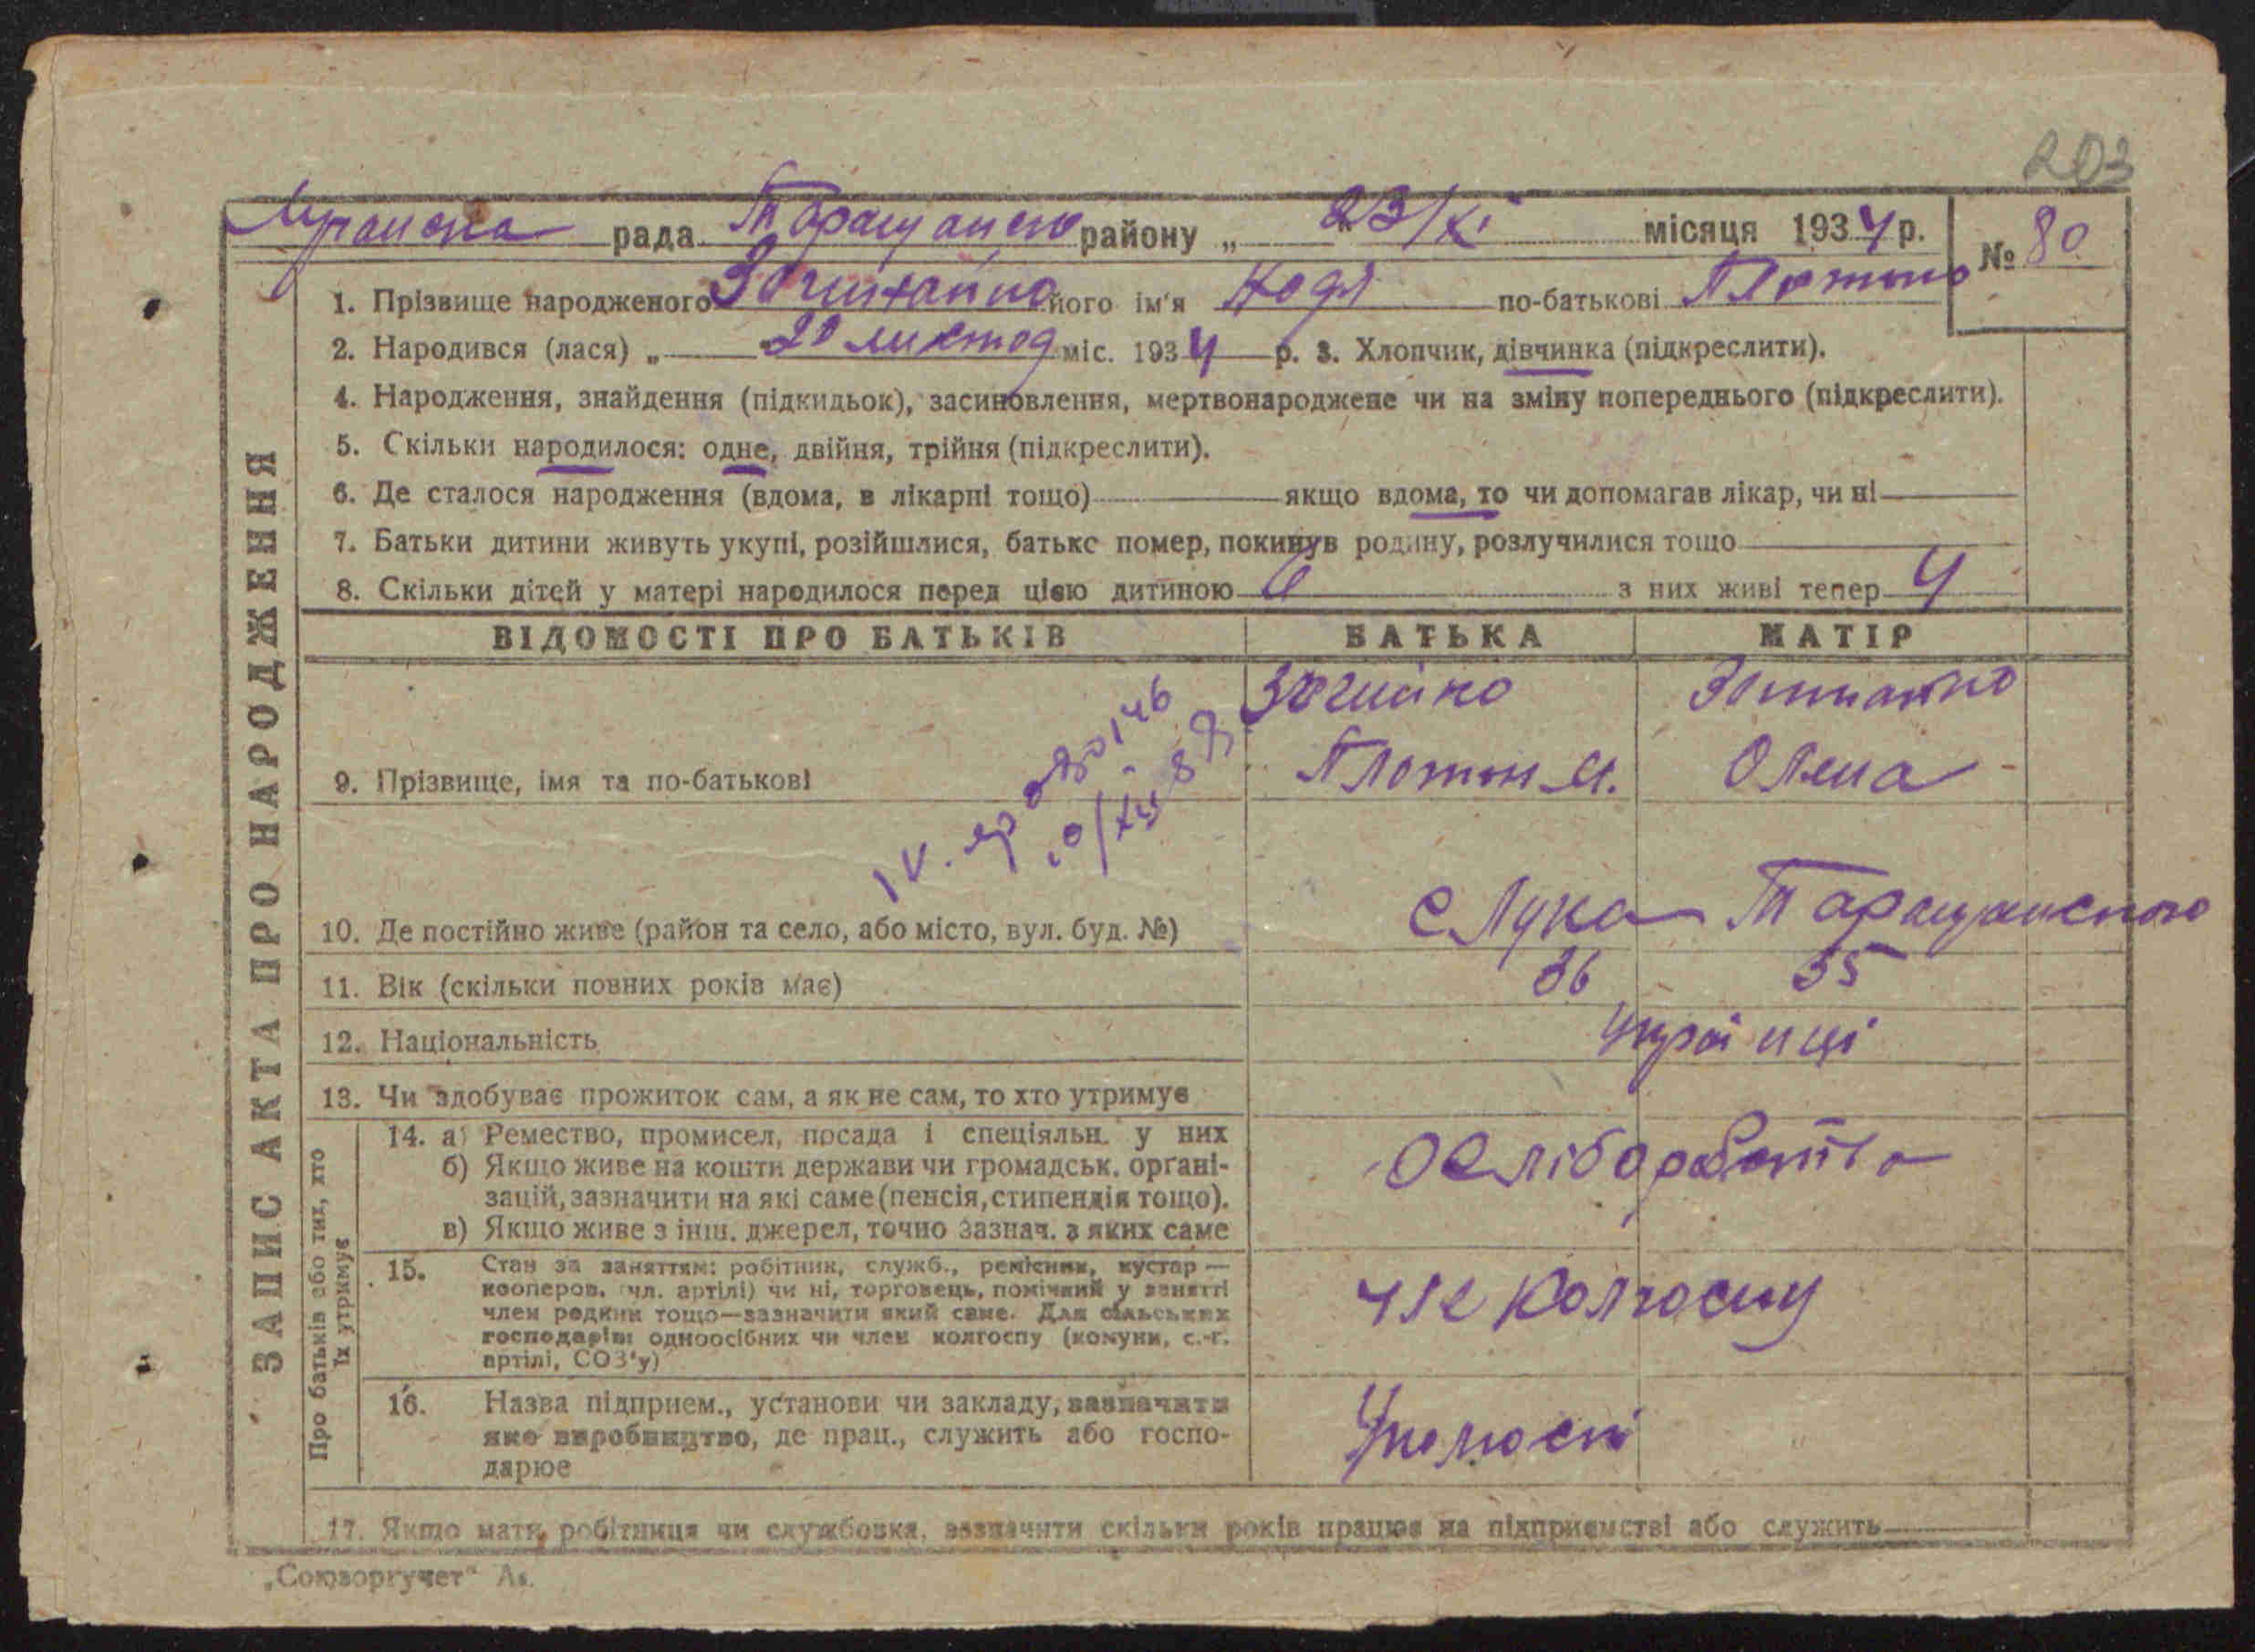 203
рада Таращансько району „ 23/XI місяця 1934 р. № 80
1. Прізвище народженого його ім'я Надя по-батькові
2. Народився (лася) „ 20 листопад міс. 1934 р. 3. Хлопчик, дівчинка (підкреслити).
4. Народження, знайдення (підкидьок), засиновлення, мертвонароджене чи на зміну попереднього (підкреслити).
5. Скільки народилося: одне, двійня, трійня (підкреслити).
6. Де сталося народження (вдома, в лікарні тощо) якщо вдома, то чи допомагав лікар, чи ні
7. Батьки дитини живуть укупі, розійшлися, батько помер, покинув родину, розлучилися тощо
8. Скільки дітей у матері народилося перед цією дитиною з них живі тепер 4
ЗАПИС АКТА ПРО НАРОДЖЕННЯ
ВІДОМОСТІ ПРО БАТЬКІВ БАТЬКА МАТІР
9. Прізвище, імя та по-батькові
Олена
10. Де постійно живе (район та село, або місто, вул. буд. №) с Лука Таращанського
11. Вік (скільки повних років має) 36 35
12. Національність українці
13. Чи здобуває прожиток сам, а як не сам, то хто утримує
Про батьків або тих, хто їх утримує
14. а) Ремество, промисел, посада і спеціяльн. у них
б) Якщо живе на кошти держави чи громадськ. органі-
зацій, зазначити на які саме (пенсія, стипендія тощо).
в) Якщо живе з інш. джерел, точно зазнач. з яких саме
15. Стан за заняттям: робітник, служб., ремісник, кустар —
кооперов. (чл. артілі) чи ні, торговець, помічний у занятті
член родини тощо—зазначити який саме. Для сільських
господарів: одноосібних чи член колгоспу (комуни, с.-г.
артілі, СОЗ'у)
колгоспу
16. Назва підприєм., установи чи закладу, зазначити
яке виробництво, де прац., служить або госпо-
дарює
17. Якщо мати робітниця чи службовка, зазначити скільки років працює на підприємстві або служить
„Союзоргучет“